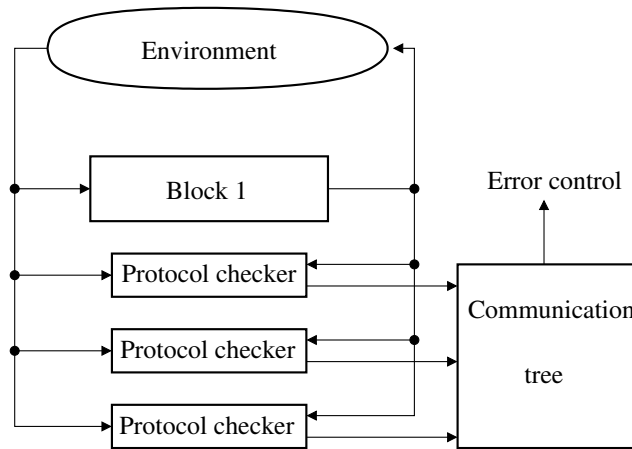 Environment
Block 1
Error control
Protocol checker
Communication
Protocol checker
tree
Protocol checker